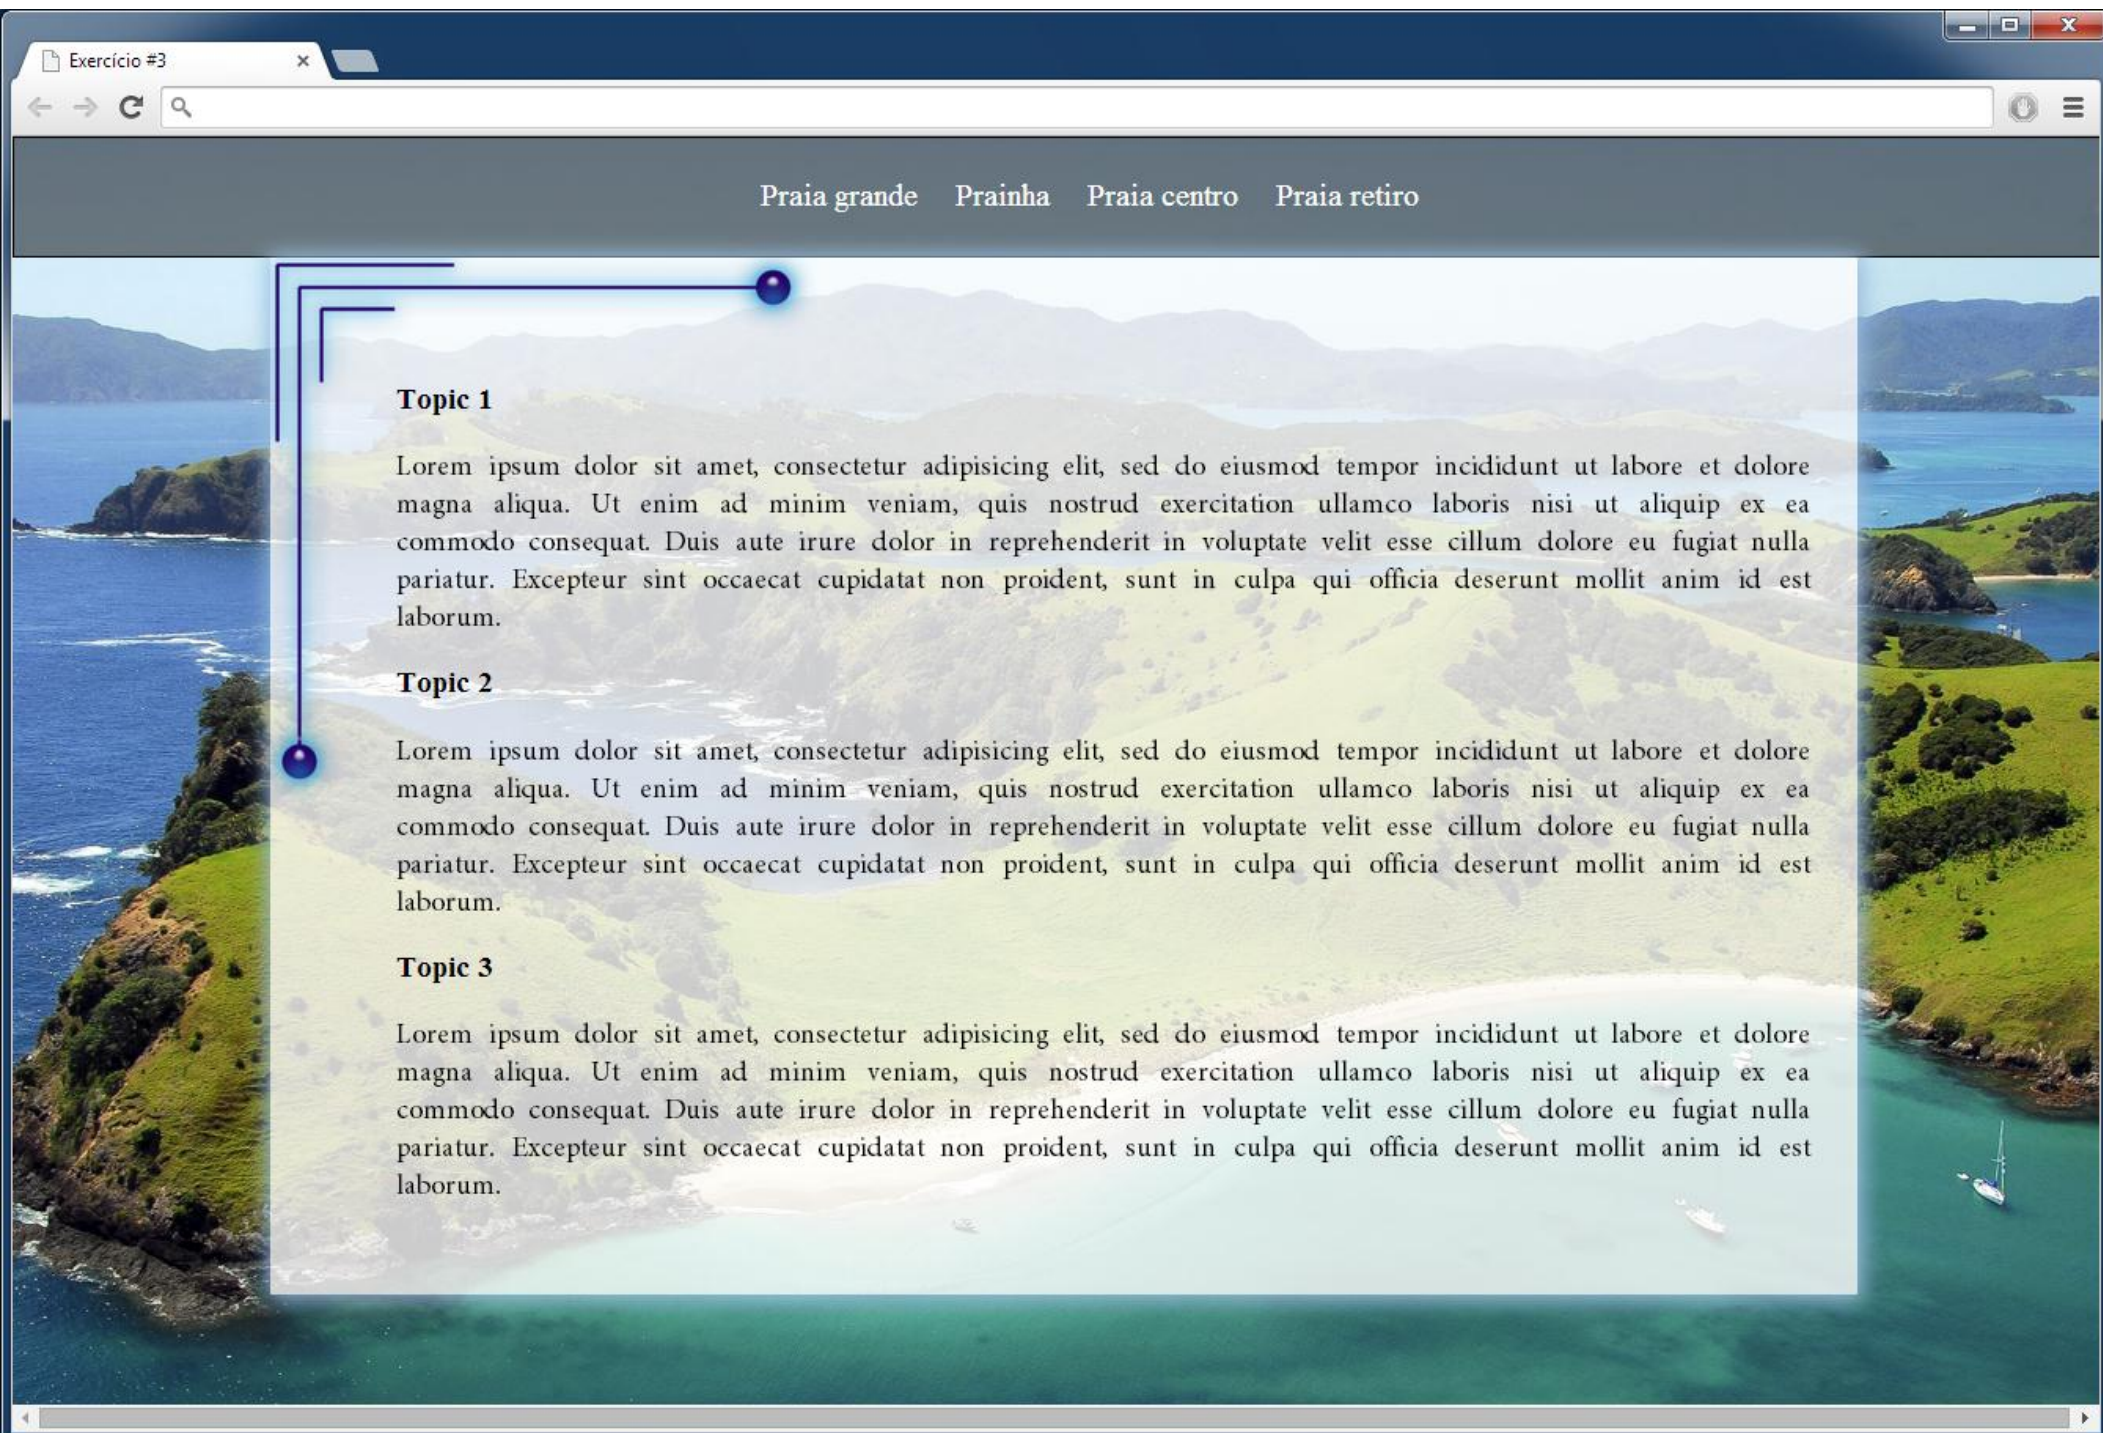 Exercício #3
Praia grande Prainha Praia centro Praia retiro
Topic 1
Lorem ipsum dolor sit amet, consectetur adipisicing elit, sed do eiusmod tempor incididunt ut labore et dolore
magna aliqua. Ut enim ad minim veniam, quis nostrud exercitation ullamco laboris nisi ut aliquip ex ea
commodo consequat. Duis aute irure dolor in reprehenderit in voluptate velit esse cillum dolore eu fugiat nulla
pariatur. Excepteur sint occaecat cupidatat non proident, sunt in culpa qui officia deserunt mollit anim id est
laborum.
Topic 2
Lorem ipsum dolor sit amet, consectetur adipisicing elit, sed do eiusmod tempor incididunt ut labore et dolore
magna aliqua. Ut enim ad minim veniam, quis nostrud exercitation ullamco laboris nisi ut aliquip ex ea
commodo consequat. Duis aute irure dolor in reprehenderit in voluptate velit esse cillum dolore eu fugiat nulla
pariatur. Excepteur sint occaecat cupidatat non proident, sunt in culpa qui officia deserunt mollit anim id est
laborum.
Topic 3
Lorem ipsum dolor sit amet, consectetur adipisicing elit, sed do eiusmod tempor incididunt ut labore et dolore
magna aliqua. Ut enim ad minim veniam, quis nostrud exercitation ullamco laboris nisi ut aliquip ex ea
commodo consequat. Duis aute irure dolor in reprehenderit in voluptate velit esse cillum dolore eu fugiat nulla
pariatur. Excepteur sint occaecat cupidatat non proident, sunt in culpa qui officia deserunt mollit anim id est
laborum.